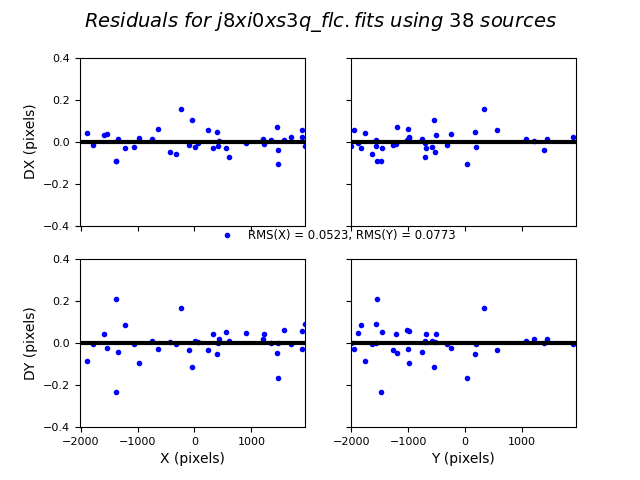 Residuals for j8xi0xs3q_flc.fits using 38 sources
0.4
0.2
0.0
−0.2
−0.4
DX (pixels)
RMS(X) = 0.0523, RMS(Y) = 0.0773
0.4
0.2
0.0
−0.2
−0.4
DY (pixels)
−2000 −1000 0 1000
−2000 −1000 0 1000
X (pixels)
Y (pixels)